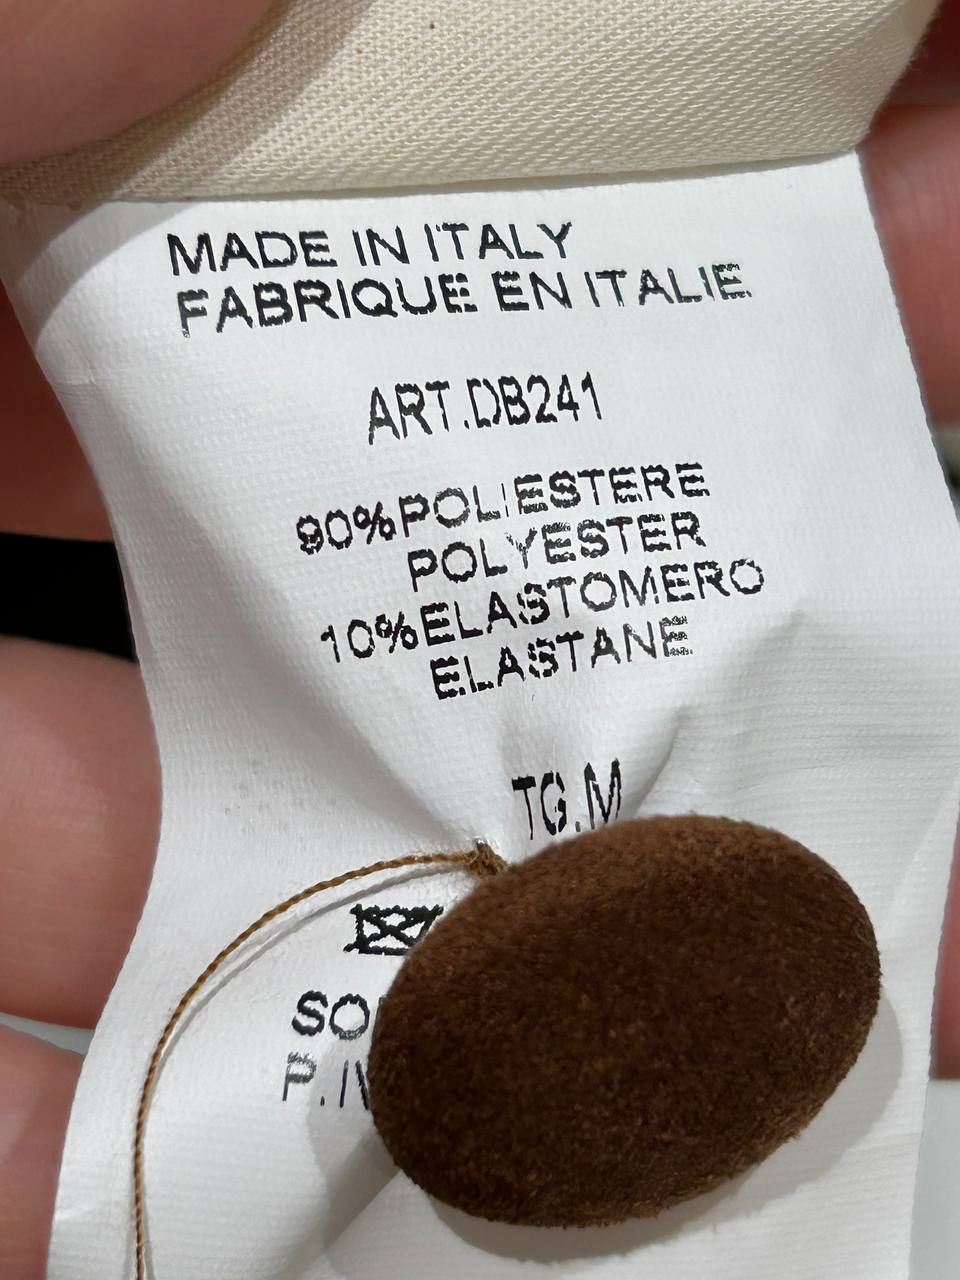 MADE IN ITALY
FABRIQUE EN ITALIE
ART.DB241
90%POLIESTERE
POLYESTER
10%ELASTOMERO
ELASTANE
TG.M